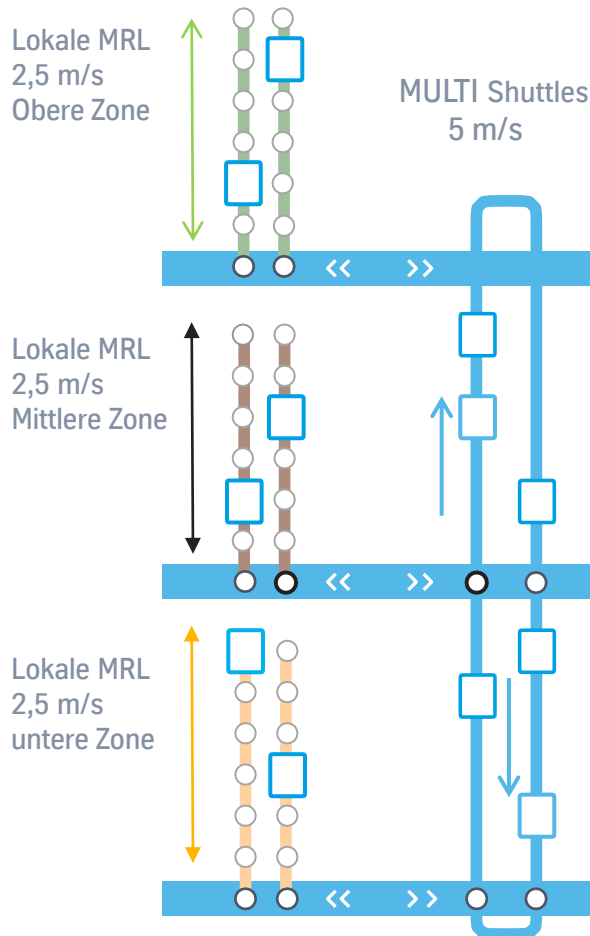 Lokale MRL
2,5 m/s
Obere Zone
MULTI Shuttles
5 m/s
Lokale MRL
2,5 m/s
Mittlere Zone
Lokale MRL
2,5 m/s
untere Zone